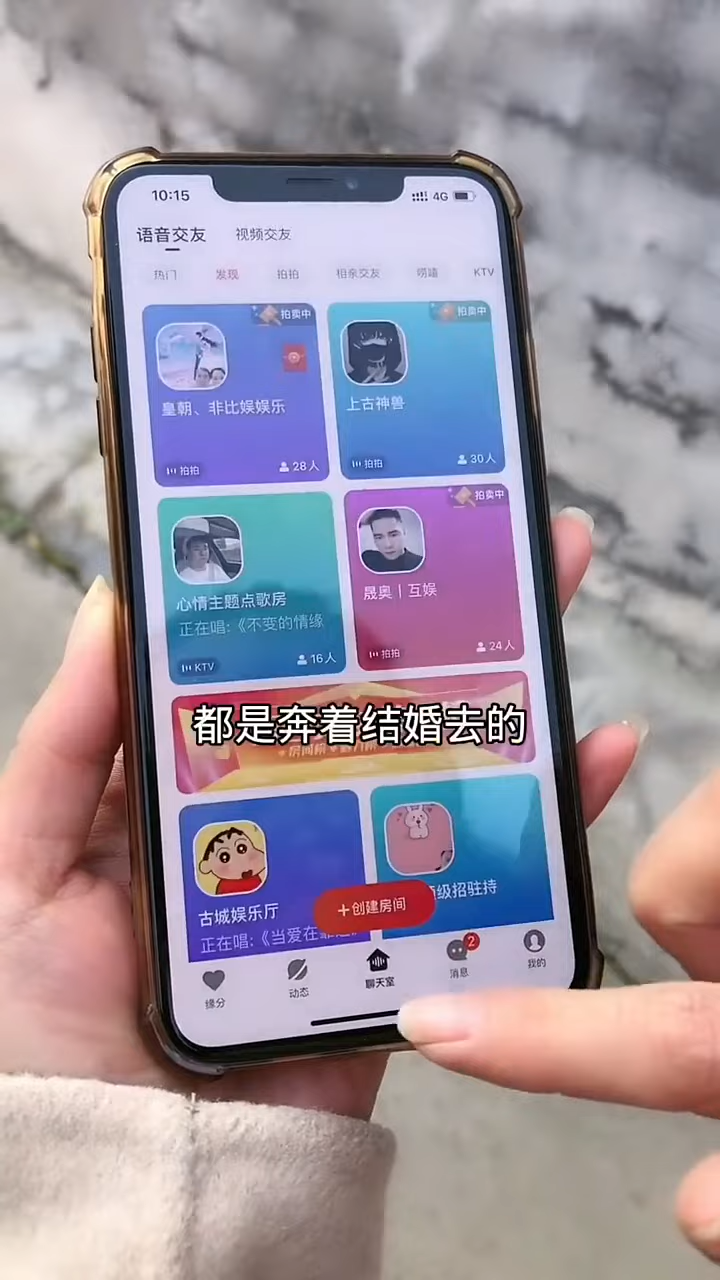 10:15
4G
语音交友 视频交友
热门 发现 拍拍 相亲交友 唠嗑 KTV
拍卖中
皇朝、非比娱娱乐
拍拍 28人
拍卖中
上古神兽
拍拍 30人
心情主题点歌房
正在唱:《不变的情缘
KTV 16人
拍卖中
晟奥丨互娱
拍拍 24人
都是奔着结婚去的
古城娱乐厅
正在唱:《当爱在
级招驻持
+创建房间
缘分 动态 聊天室 消息 2 我的